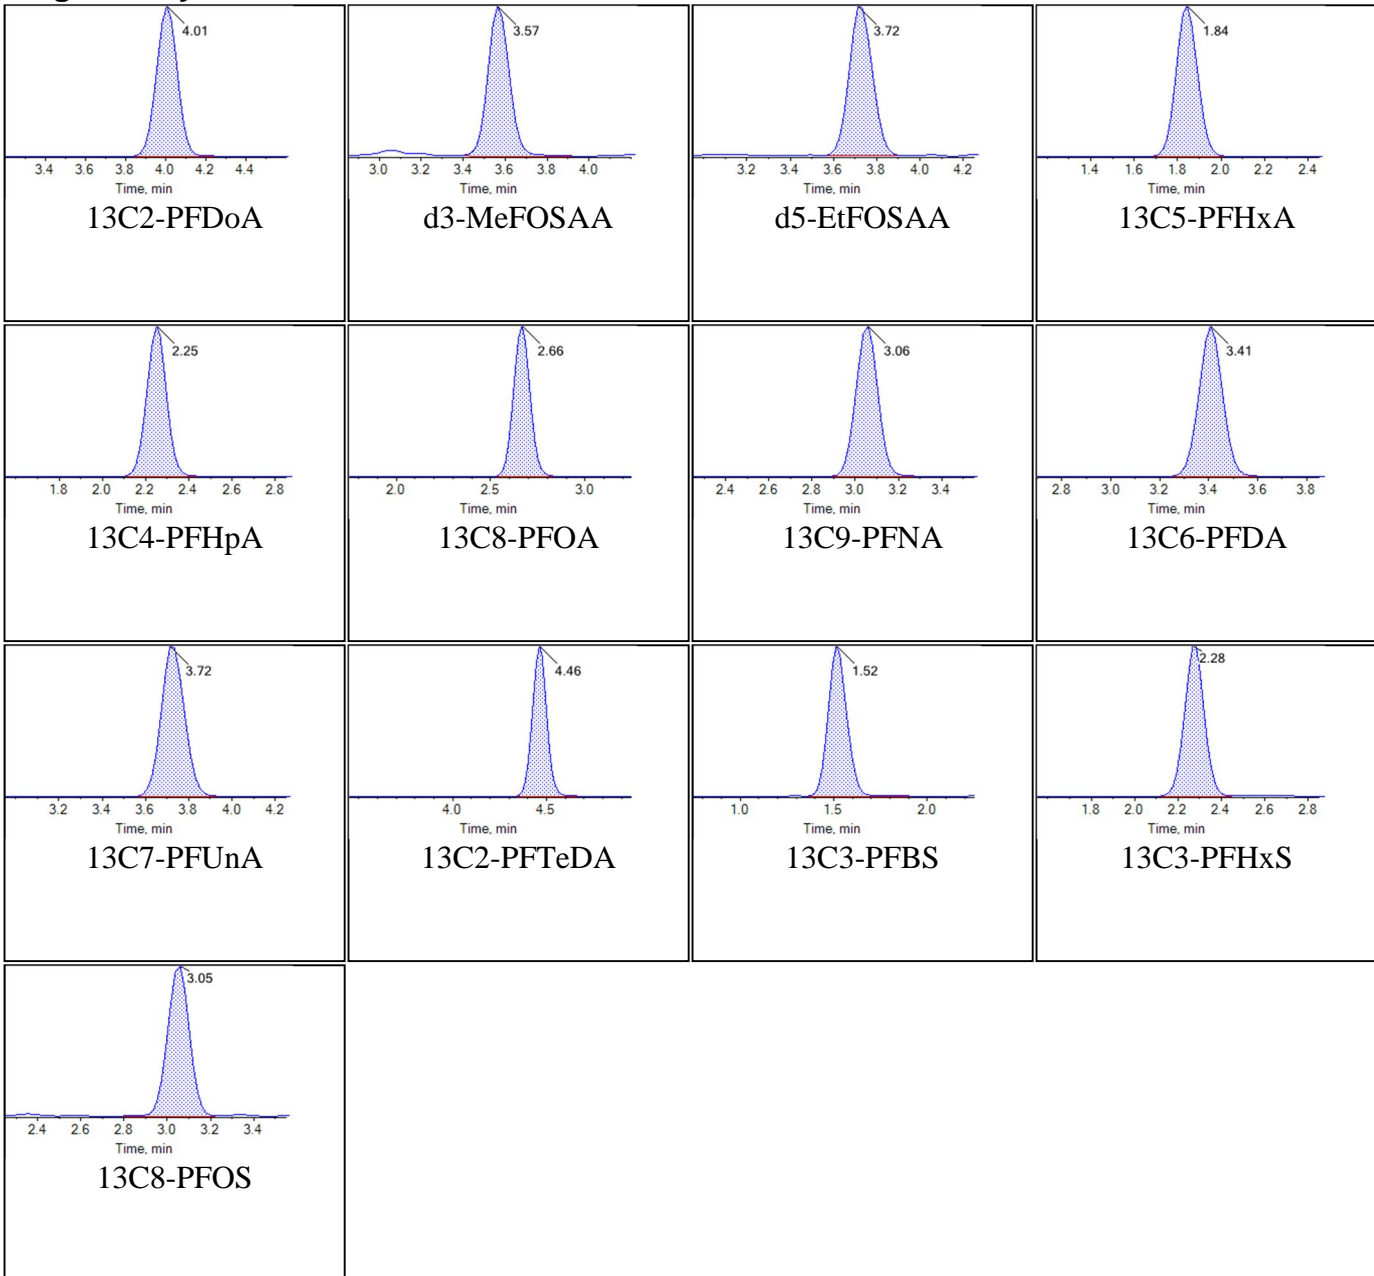 4.01
3.4 3.6 3.8 4.0 4.2 4.4
Time, min
13C2-PFDoA
3.57
3.0 3.2 3.4 3.6 3.8 4.0
Time, min
d3-MeFOSAA
3.72
3.2 3.4 3.6 3.8 4.0 4.2
Time, min
d5-EtFOSAA
1.84
1.4 1.6 1.8 2.0 2.2 2.4
Time, min
13C5-PFHxA
2.25
1.8 2.0 2.2 2.4 2.6 2.8
Time, min
13C4-PFHpA
2.66
2.0 2.5 3.0
Time, min
13C8-PFOA
3.06
2.4 2.6 2.8 3.0 3.2 3.4
Time, min
13C9-PFNA
3.41
2.8 3.0 3.2 3.4 3.6 3.8
Time, min
13C6-PFDA
3.72
3.2 3.4 3.6 3.8 4.0 4.2
Time, min
13C7-PFUnA
4.46
4.0 4.5
Time, min
13C2-PFTeDA
1.52
1.0 1.5 2.0
Time, min
13C3-PFBS
2.28
1.8 2.0 2.2 2.4 2.6 2.8
Time, min
13C3-PFHxS
3.05
2.4 2.6 2.8 3.0 3.2 3.4
Time, min
13C8-PFOS